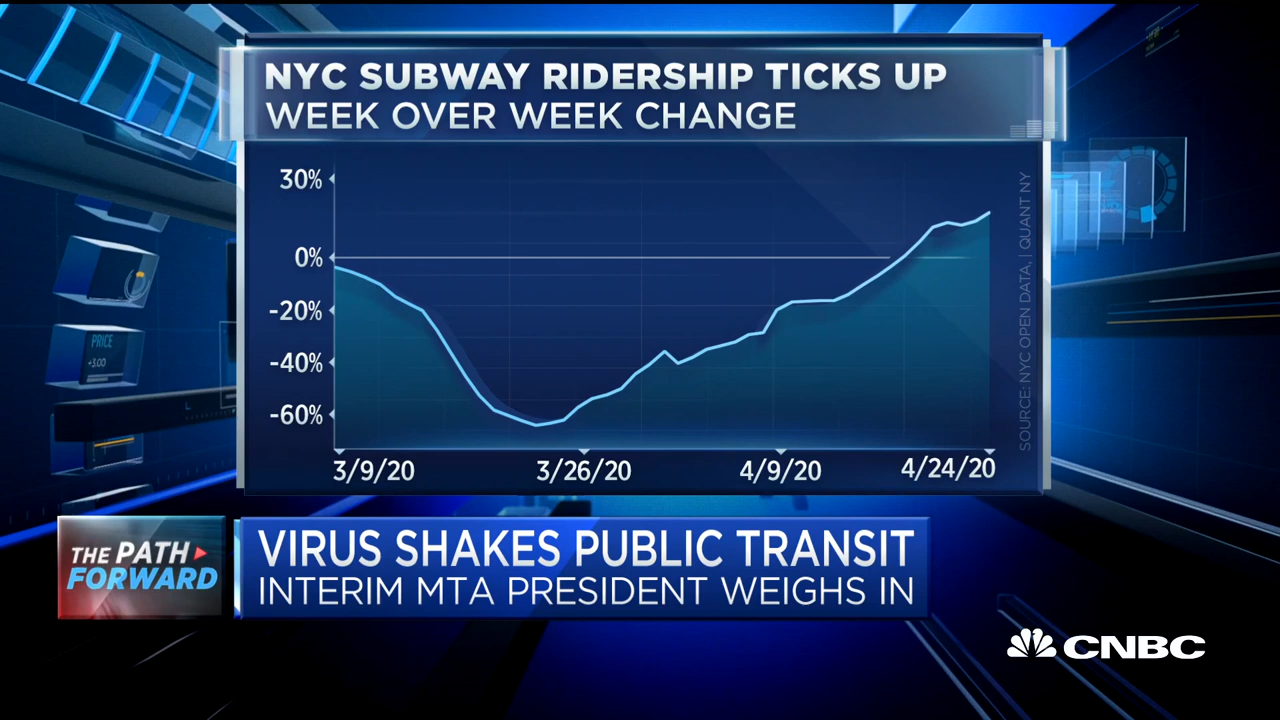 NYC SUBWAY RIDERSHIP TICKS UP
WEEK OVER WEEK CHANGE
30%
0%
-20%
-40%
-60%
3/9/20
3/26/20
4/9/20
4/24/20
SOURCE: NYC OPEN DATA, | QUANT NY
PRICE
+3.00
THE PATH
FORWARD
VIRUS SHAKES PUBLIC TRANSIT
INTERIM MTA PRESIDENT WEIGHS IN
CNBC